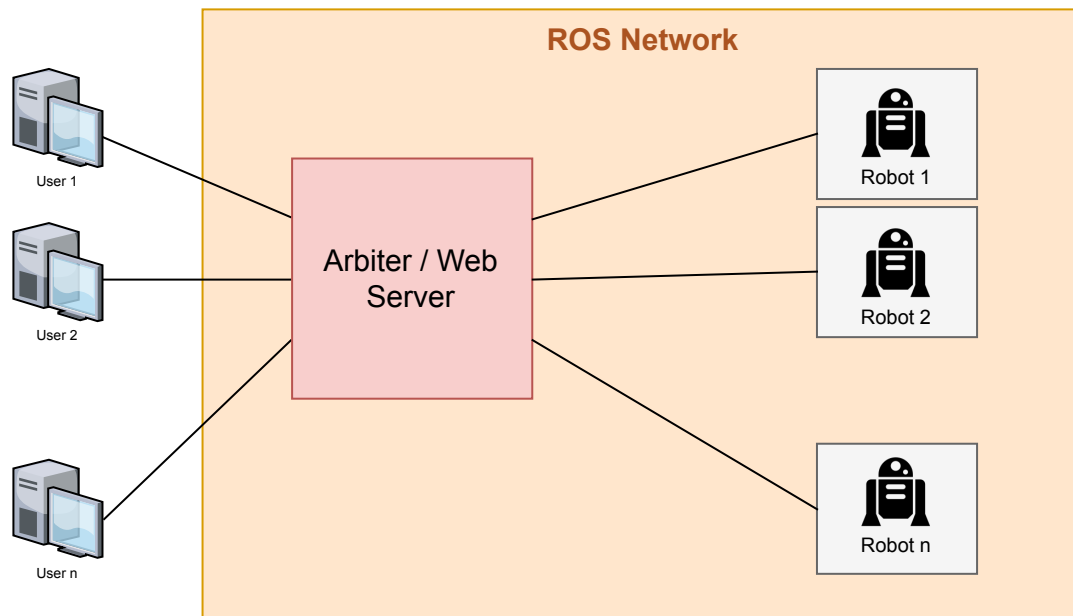 ROS Network
User 1
User 2
User n
Arbiter / Web
Server
Robot 1
Robot 2
Robot n